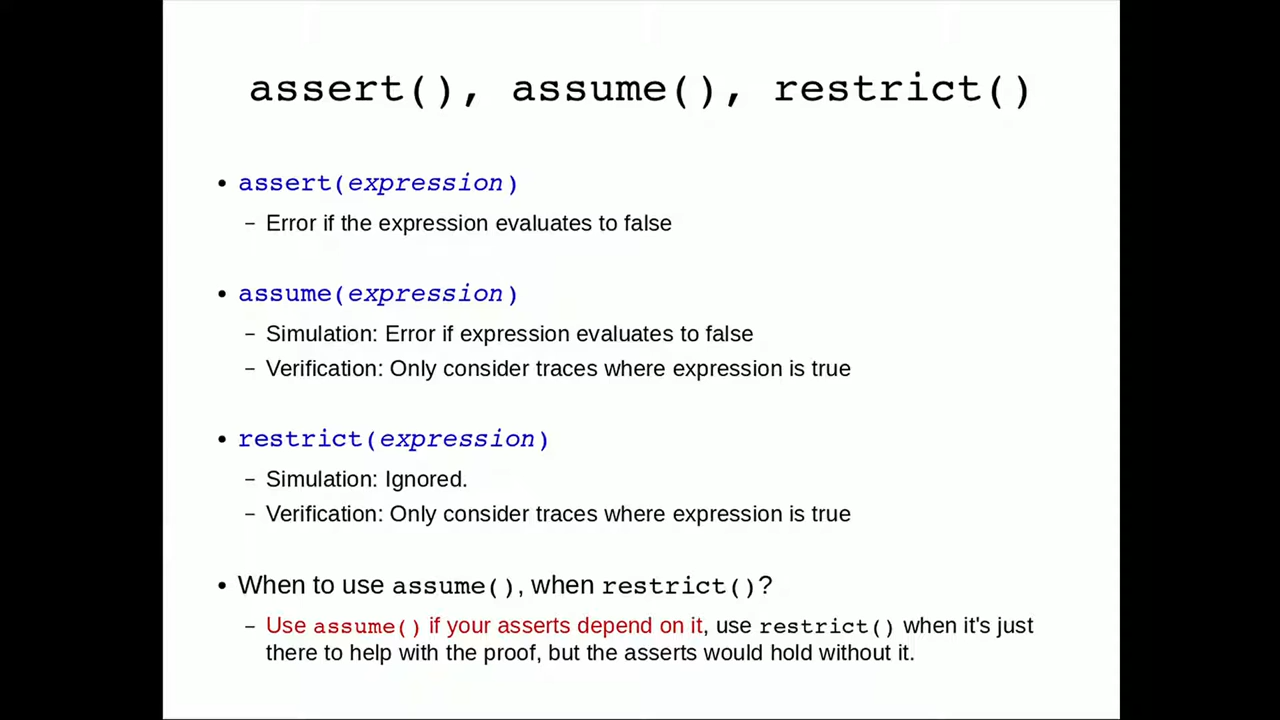 assert(), assume(), restrict()
• assert(expression)
– Error if the expression evaluates to false
• assume(expression)
– Simulation: Error if expression evaluates to false
– Verification: Only consider traces where expression is true
• restrict(expression)
– Simulation: Ignored.
– Verification: Only consider traces where expression is true
• When to use assume(), when restrict()?
– Use assume() if your asserts depend on it, use restrict() when it's just
there to help with the proof, but the asserts would hold without it.